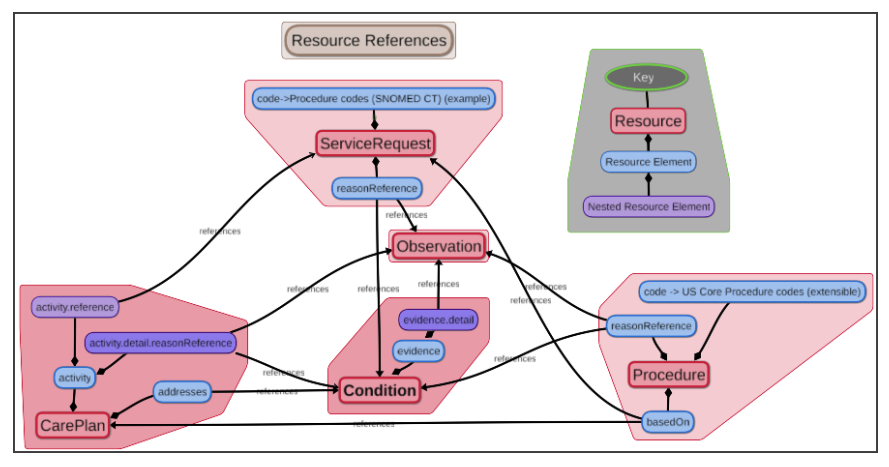 Resource References
Key
Resource
Resource Element
Nested Resource Element
code->Procedure codes (SNOMED CT) (example)
ServiceRequest
reasonReference
references
references
Observation
references
references
references
references
references
activity.reference
activity.detail.reasonReference
activity
addresses
CarePlan
references
references
evidence.detail
evidence
Condition
references
code -> US Core Procedure codes (extensible)
reasonReference
Procedure
basedOn
references